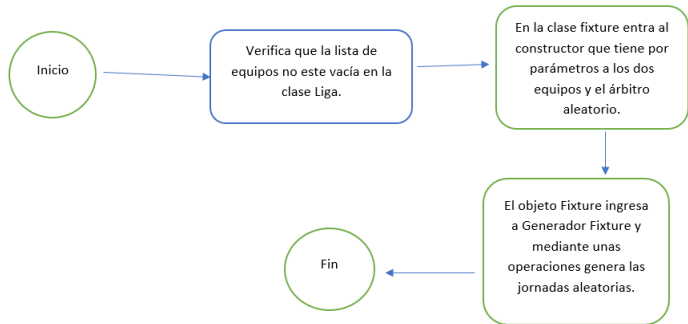 Inicio
Verifica que la lista de
equipos no este vacía en la
clase Liga.
En la clase fixture entra al
constructor que tiene por
parámetros a los dos
equipos y el árbitro
aleatorio.
El objeto Fixture ingresa
a Generador Fixture y
mediante unas
operaciones genera las
jornadas aleatorias.
Fin